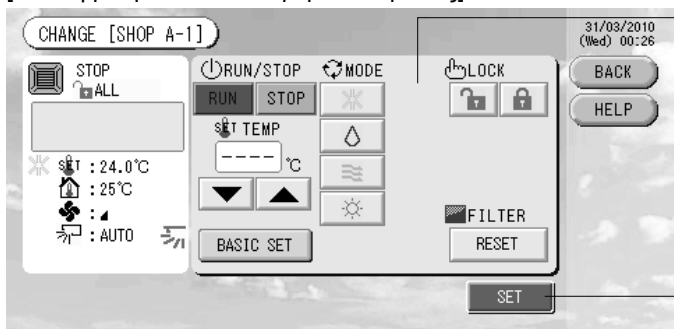 CHANGE [SHOP A-1]
31/03/2010
(Wed) 00:26
STOP
ALL
SET : 24.0℃
: 25℃
:
: AUTO
RUN/STOP
RUN STOP
SET TEMP
---- ℃
BASIC SET
MODE
LOCK
FILTER
RESET
BACK
HELP
SET